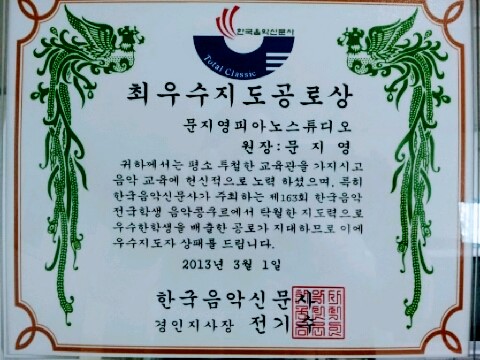 한국음악신문사
Total Classic
최우수지도공로상
문지영피아노스튜디오
원장:문 지 영
귀하께서는 평소 투철한 교육관을 가지시고
음악 교육에 헌신적으로 노력 하셨으며, 특히
한국음악신문사가 주최하는 제163회 한국음악
전국학생 음악콩쿠르에서 탁월한 지도력으로
우수한학생을 배출한 공로가 지대하므로 이에
우수지도자 상패를 드립니다.
2013년 3월 1일
한국음악신문사
경인지사장 전기수